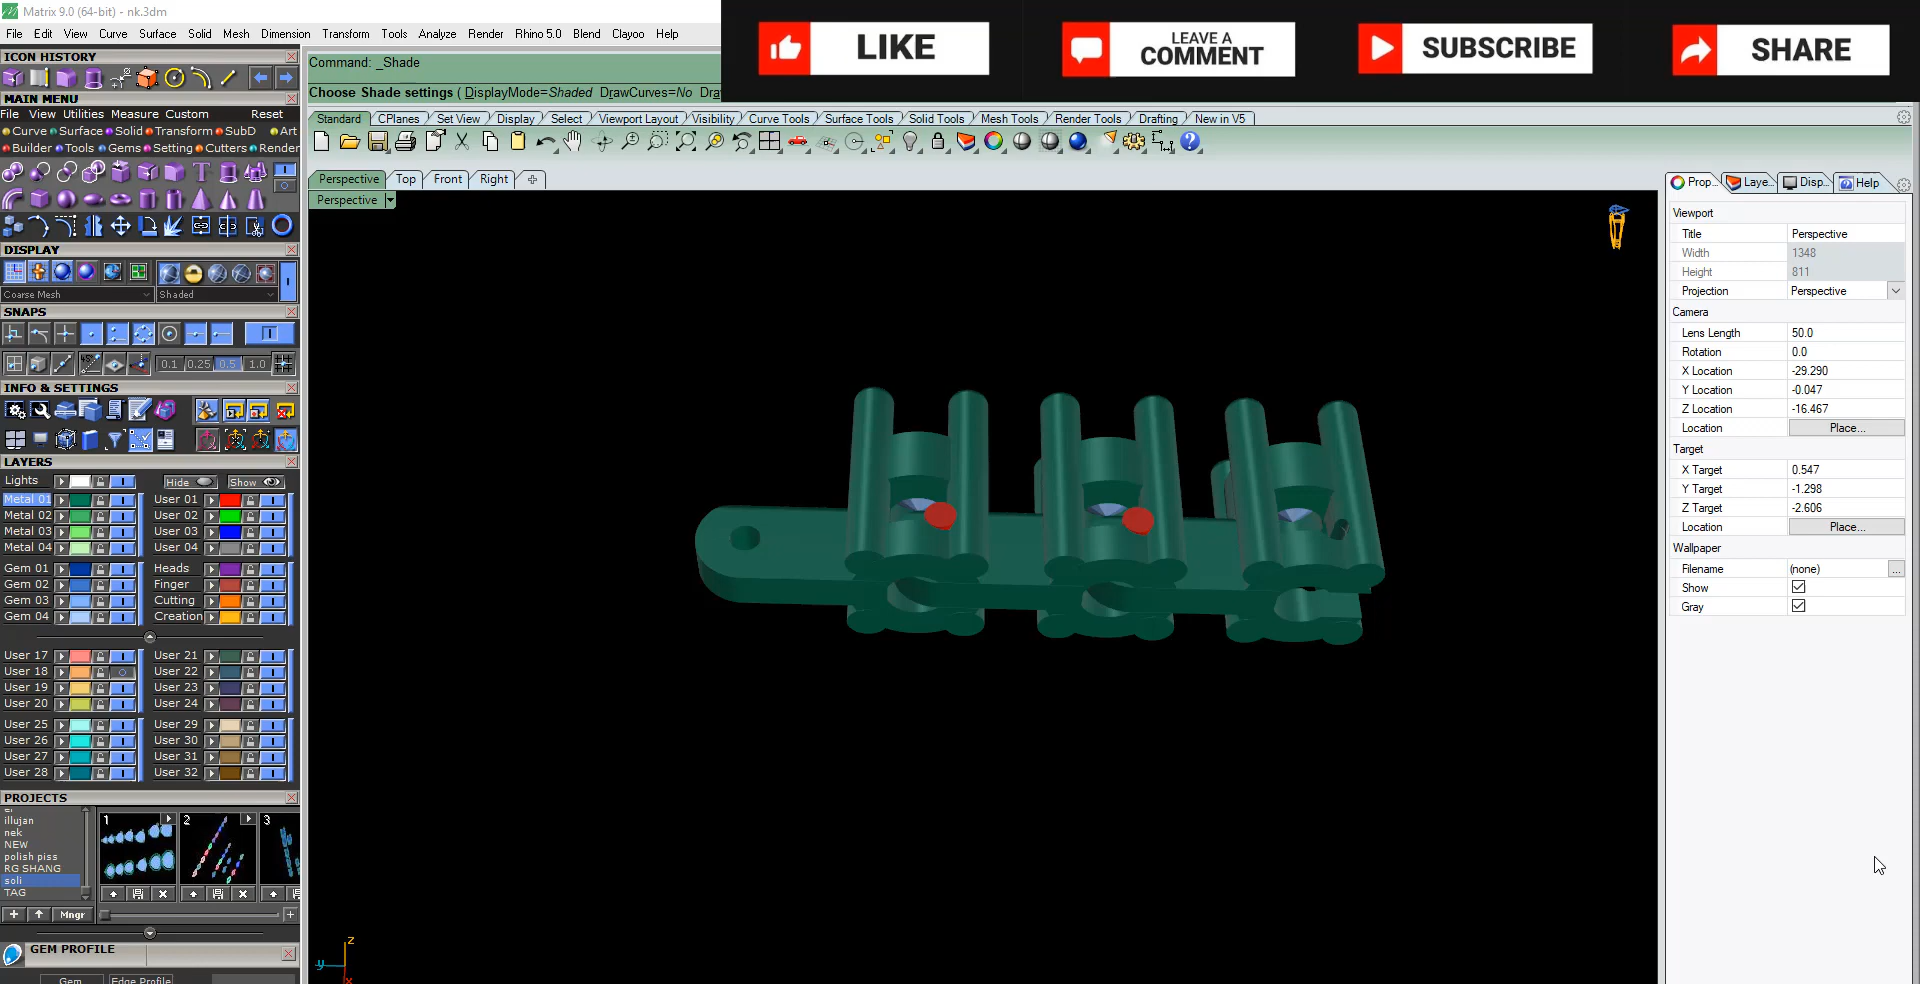 Matrix 9.0 (64-bit) - nk.3dm
File Edit View Curve Surface Solid Mesh Dimension Transform Tools Analyze Render Rhino 5.0 Blend Clayoo Help
LIKE
LEAVE A
COMMENT
SUBSCRIBE
SHARE
ICON HISTORY
Command: _Shade
Choose Shade settings ( DisplayMode=Shaded DrawCurves=No Dra
MAIN MENU
File View Utilities Measure Custom Reset
Curve Surface Solid Transform SubD Art
Builder Tools Gems Setting Cutters Render
Standard CPlanes Set View Display Select Viewport Layout Visibility Curve Tools Surface Tools Solid Tools Mesh Tools Render Tools Drafting New in V5
Perspective Top Front Right
Perspective
DISPLAY
Coarse Mesh Shaded
SNAPS
0.1 0.25 0.5 1.0
INFO & SETTINGS
LAYERS
Lights Hide Show
Metal 01 User 01
Metal 02 User 02
Metal 03 User 03
Metal 04 User 04
Gem 01 Heads
Gem 02 Finger
Gem 03 Cutting
Gem 04 Creation
User 17 User 21
User 18 User 22
User 19 User 23
User 20 User 24
User 25 User 29
User 26 User 30
User 27 User 31
User 28 User 32
PROJECTS
illujan
nek
NEW
polish piss
RG SHANG
soli
TAG
1 2 3
Mngr
GEM PROFILE
Gem Edge Profile
z
y
x
Prop... Laye... Disp... Help
Viewport
Title Perspective
Width 1348
Height 811
Projection Perspective
Camera
Lens Length 50.0
Rotation 0.0
X Location -29.290
Y Location -0.047
Z Location -16.467
Location Place...
Target
X Target 0.547
Y Target -1.298
Z Target -2.606
Location Place...
Wallpaper
Filename (none) ...
Show
Gray